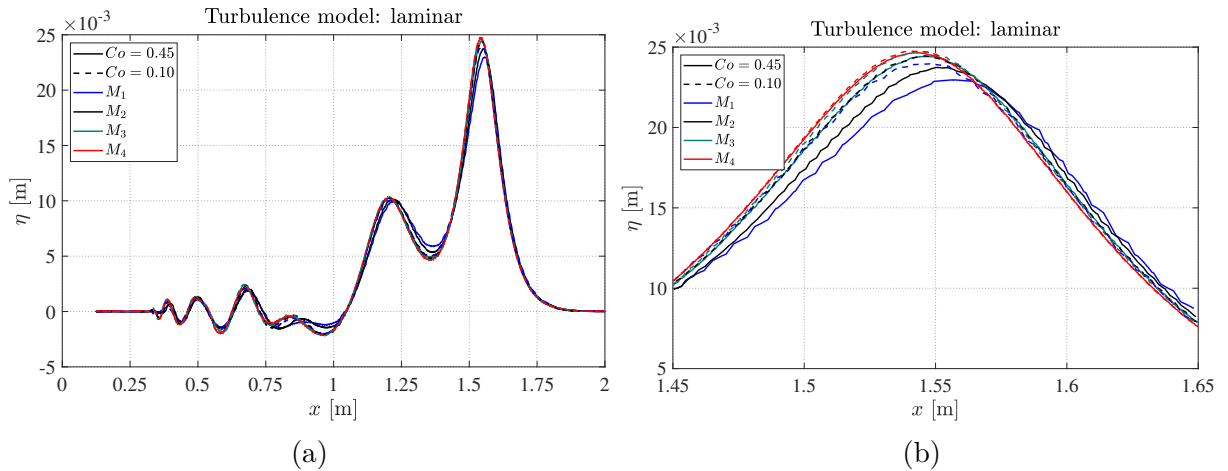 Turbulence model: laminar
×10⁻³
25
20
15
10
5
0
-5
η [m]
Co = 0.45
Co = 0.10
M₁
M₂
M₃
M₄
0 0.25 0.5 0.75 1 1.25 1.5 1.75 2
x [m]
(a)
Turbulence model: laminar
×10⁻³
25
20
15
10
5
η [m]
Co = 0.45
Co = 0.10
M₁
M₂
M₃
M₄
1.45 1.5 1.55 1.6 1.65
x [m]
(b)